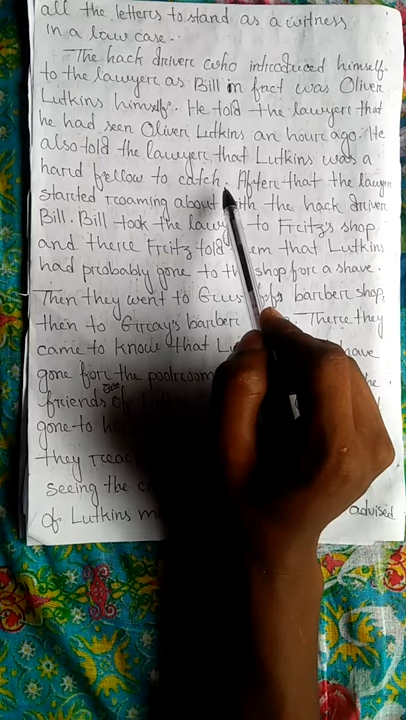 all the letters to stand as a witness
in a law case.
The hack driver who introduced himself
to the lawyer as Bill in fact was Oliver
Lutkins himself. He told the lawyer that
he had seen Oliver Lutkins an hour ago. He
also told the lawyer that Lutkins was a
hard fellow to catch. After that the lawyer
started roaming about with the hack driver
Bill. Bill took the to Fritz's shop
and there Fritz told that Lutkins
had probably gone to the shop for a shave.
Then they went to barber shop,
then to Gray's barber There they
came to know that have
gone for the poolroom
friends of
gone to
they
seeing the
of Lutkins advised